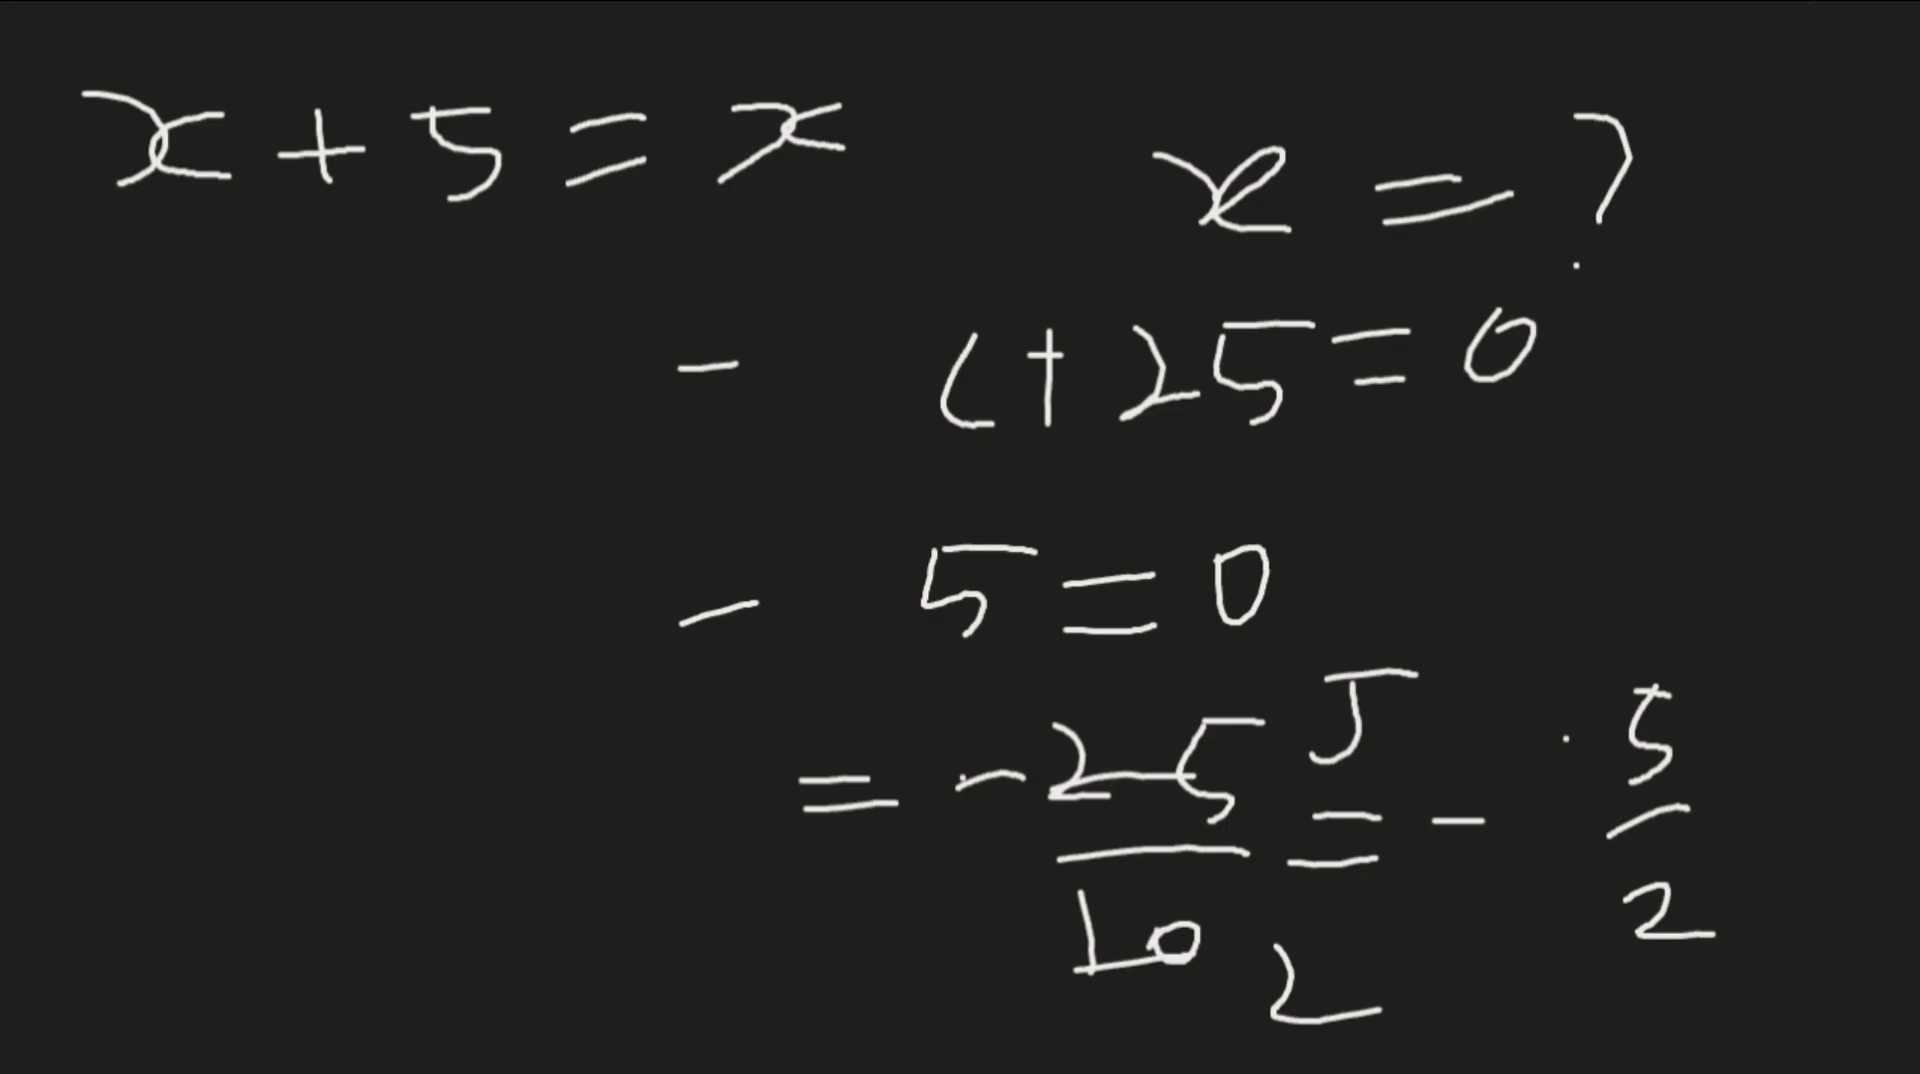 x + 5 = x
x = ?
- ( + 25 = 0
- 5 = 0
= - 25 5 = - 5
10 2 2